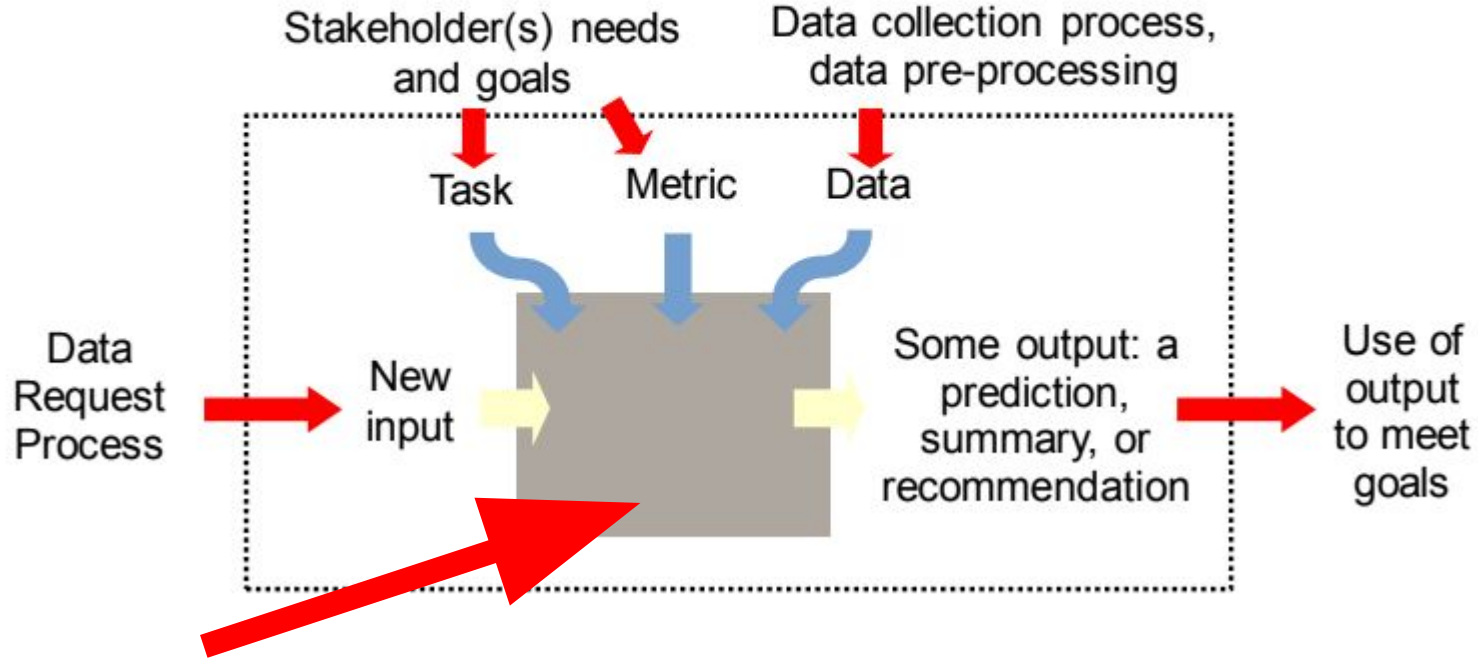 Stakeholder(s) needs
and goals
Data collection process,
data pre-processing
Task
Metric
Data
Data
Request
Process
New
input
Some output: a
prediction,
summary, or
recommendation
Use of
output
to meet
goals